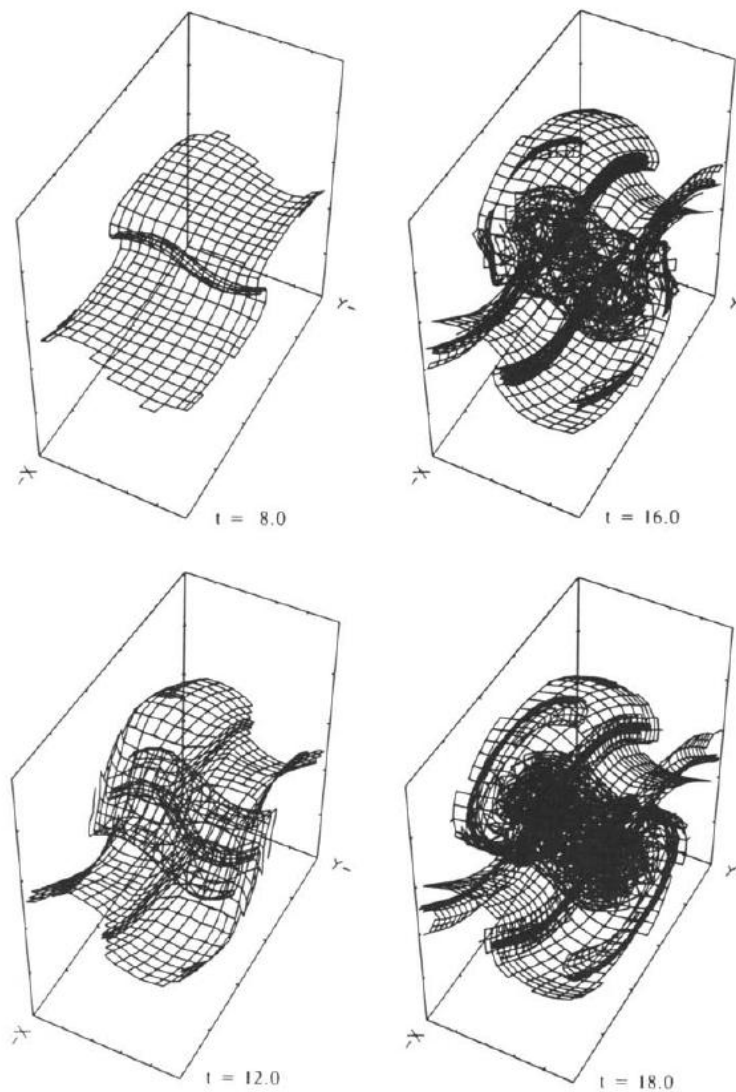 Y-
-X
t = 8.0
t = 16.0
Y-
-X
t = 12.0
Y
-X
t = 18.0